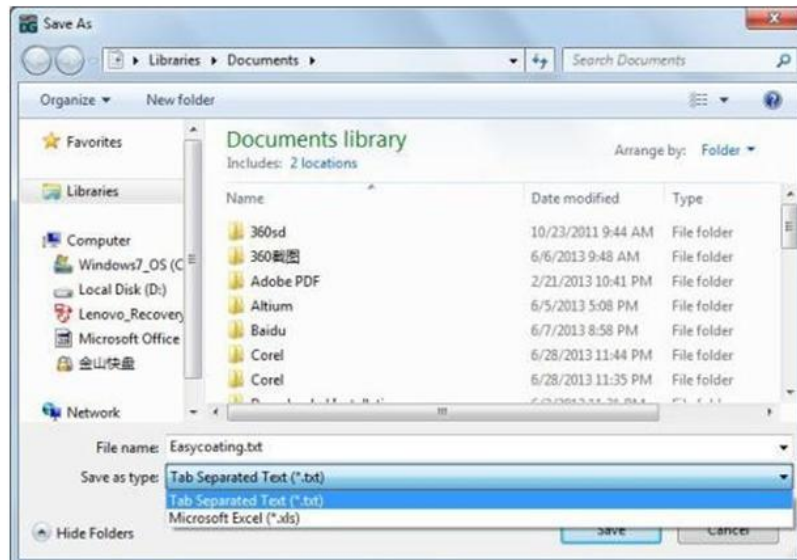 Save As
Libraries Documents
Search Documents
Organize New folder
Favorites
Libraries
Computer
Windows7_OS (C
Local Disk (D:)
Lenovo_Recovery
Microsoft Office
金山快盘
Network
Documents library
Includes: 2 locations
Arrange by: Folder
Name Date modified Type
360sd 10/23/2011 9:44 AM File folder
360截图 6/6/2013 9:48 AM File folder
Adobe PDF 2/21/2013 10:41 PM File folder
Altium 6/5/2013 5:08 PM File folder
Baidu 6/7/2013 8:58 PM File folder
Corel 6/28/2013 11:44 PM File folder
Corel 6/28/2013 11:35 PM File folder
File name: Easycoating.txt
Save as type: Tab Separated Text (*.txt)
Tab Separated Text (*.txt)
Microsoft Excel (*.xls)
Hide Folders
Save Cancel